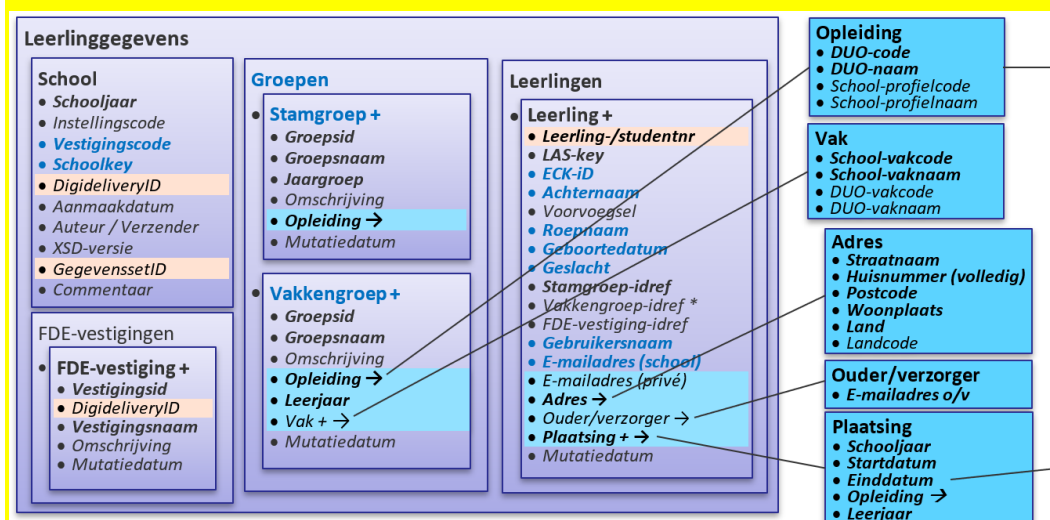 Leerlinggegevens
School
• Schooljaar
• Instellingscode
• Vestigingscode
• Schoolkey
• DigideliveryID
• Aanmaakdatum
• Auteur / Verzender
• XSD-versie
• GegevenssetID
• Commentaar
FDE-vestigingen
• FDE-vestiging +
• Vestigingsid
• DigideliveryID
• Vestigingsnaam
• Omschrijving
• Mutatiedatum
Groepen
• Stamgroep +
• Groepsid
• Groepsnaam
• Jaargroep
• Omschrijving
• Opleiding →
• Mutatiedatum
• Vakkengroep +
• Groepsid
• Groepsnaam
• Omschrijving
• Opleiding →
• Leerjaar
• Vak + →
• Mutatiedatum
Leerlingen
• Leerling +
• Leerling-/studentnr
• LAS-key
• ECK-iD
• Achternaam
• Voorvoegsel
• Roepnaam
• Geboortedatum
• Geslacht
• Stamgroep-idref
• Vakkengroep-idref *
• FDE-vestiging-idref
• Gebruikersnaam
• E-mailadres (school)
• E-mailadres (privé)
• Adres →
• Ouder/verzorger →
• Plaatsing + →
• Mutatiedatum
Opleiding
• DUO-code
• DUO-naam
• School-profielcode
• School-profielnaam
Vak
• School-vakcode
• School-vaknaam
• DUO-vakcode
• DUO-vaknaam
Adres
• Straatnaam
• Huisnummer (volledig)
• Postcode
• Woonplaats
• Land
• Landcode
Ouder/verzorger
• E-mailadres o/v
Plaatsing
• Schooljaar
• Startdatum
• Einddatum
• Opleiding →
• Leerjaar